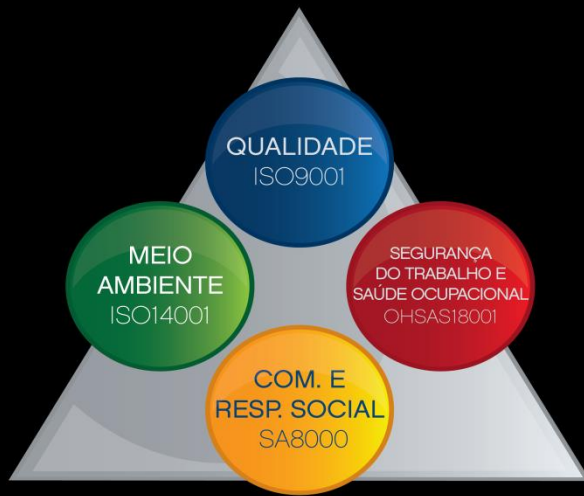 QUALIDADE
ISO9001
MEIO
AMBIENTE
ISO14001
SEGURANÇA
DO TRABALHO E
SAÚDE OCUPACIONAL
OHSAS18001
COM. E
RESP. SOCIAL
SA8000